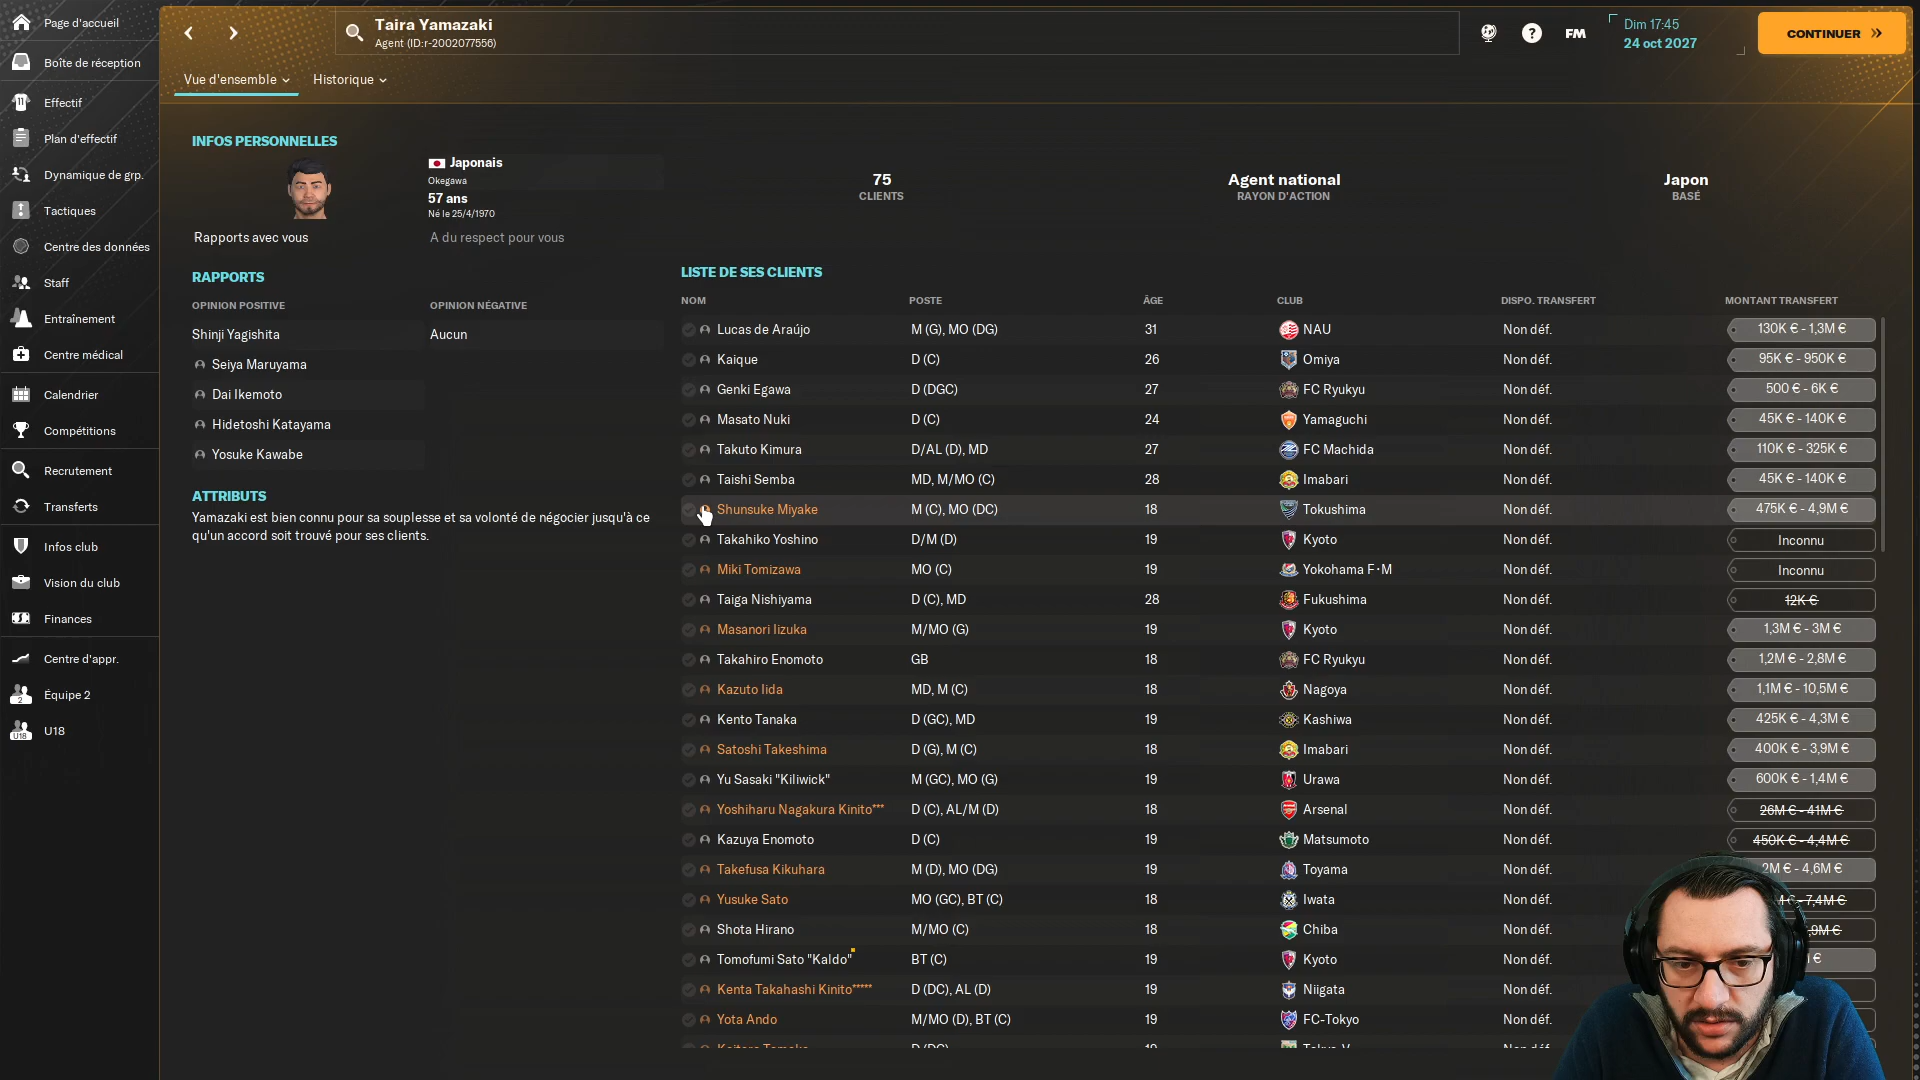 Page d'accueil
Boîte de réception
Effectif
Plan d'effectif
Dynamique de grp.
Tactiques
Centre des données
Staff
Entraînement
Centre médical
Calendrier
Compétitions
Recrutement
Transferts
Infos club
Vision du club
Finances
Centre d'appr.
Équipe 2
U18
Taira Yamazaki
Agent (ID:r-2002077556)
FM
Dim 17:45
24 oct 2027
CONTINUER
Vue d'ensemble
Historique
INFOS PERSONNELLES
Japonais
Okegawa
57 ans
Né le 25/4/1970
Rapports avec vous
A du respect pour vous
75
CLIENTS
Agent national
RAYON D'ACTION
Japon
BASÉ
RAPPORTS
OPINION POSITIVE
OPINION NÉGATIVE
Shinji Yagishita
Aucun
Seiya Maruyama
Dai Ikemoto
Hidetoshi Katayama
Yosuke Kawabe
ATTRIBUTS
Yamazaki est bien connu pour sa souplesse et sa volonté de négocier jusqu'à ce
qu'un accord soit trouvé pour ses clients.
LISTE DE SES CLIENTS
NOM POSTE ÂGE CLUB DISPO. TRANSFERT MONTANT TRANSFERT
Lucas de Araújo M (G), MO (DG) 31 NAU Non déf. 130K € - 1,3M €
Kaique D (C) 26 Omiya Non déf. 95K € - 950K €
Genki Egawa D (DGC) 27 FC Ryukyu Non déf. 500 € - 6K €
Masato Nuki D (C) 24 Yamaguchi Non déf. 45K € - 140K €
Takuto Kimura D/AL (D), MD 27 FC Machida Non déf. 110K € - 325K €
Taishi Semba MD, M/MO (C) 28 Imabari Non déf. 45K € - 140K €
Shunsuke Miyake M (C), MO (DC) 18 Tokushima Non déf. 475K € - 4,9M €
Takahiko Yoshino D/M (D) 19 Kyoto Non déf. Inconnu
Miki Tomizawa MO (C) 19 Yokohama F・M Non déf. Inconnu
Taiga Nishiyama D (C), MD 28 Fukushima Non déf. 12K €
Masanori Iizuka M/MO (G) 19 Kyoto Non déf. 1,3M € - 3M €
Takahiro Enomoto GB 18 FC Ryukyu Non déf. 1,2M € - 2,8M €
Kazuto Iida MD, M (C) 18 Nagoya Non déf. 1,1M € - 10,5M €
Kento Tanaka D (GC), MD 19 Kashiwa Non déf. 425K € - 4,3M €
Satoshi Takeshima D (G), M (C) 18 Imabari Non déf. 400K € - 3,9M €
Yu Sasaki "Kiliwick" M (GC), MO (G) 19 Urawa Non déf. 600K € - 1,4M €
Yoshiharu Nagakura Kinito*** D (C), AL/M (D) 18 Arsenal Non déf. 26M € - 41M €
Kazuya Enomoto D (C) 19 Matsumoto Non déf. 450K € - 4,4M €
Takefusa Kikuhara M (D), MO (DG) 19 Toyama Non déf. 2M € - 4,6M €
Yusuke Sato MO (GC), BT (C) 18 Iwata Non déf. 7,4M €
Shota Hirano M/MO (C) 18 Chiba Non déf. ,9M €
Tomofumi Sato "Kaldo" BT (C) 19 Kyoto Non déf. €
Kenta Takahashi Kinito***** D (DC), AL (D) 19 Niigata Non déf.
Yota Ando M/MO (D), BT (C) 19 FC-Tokyo Non déf.